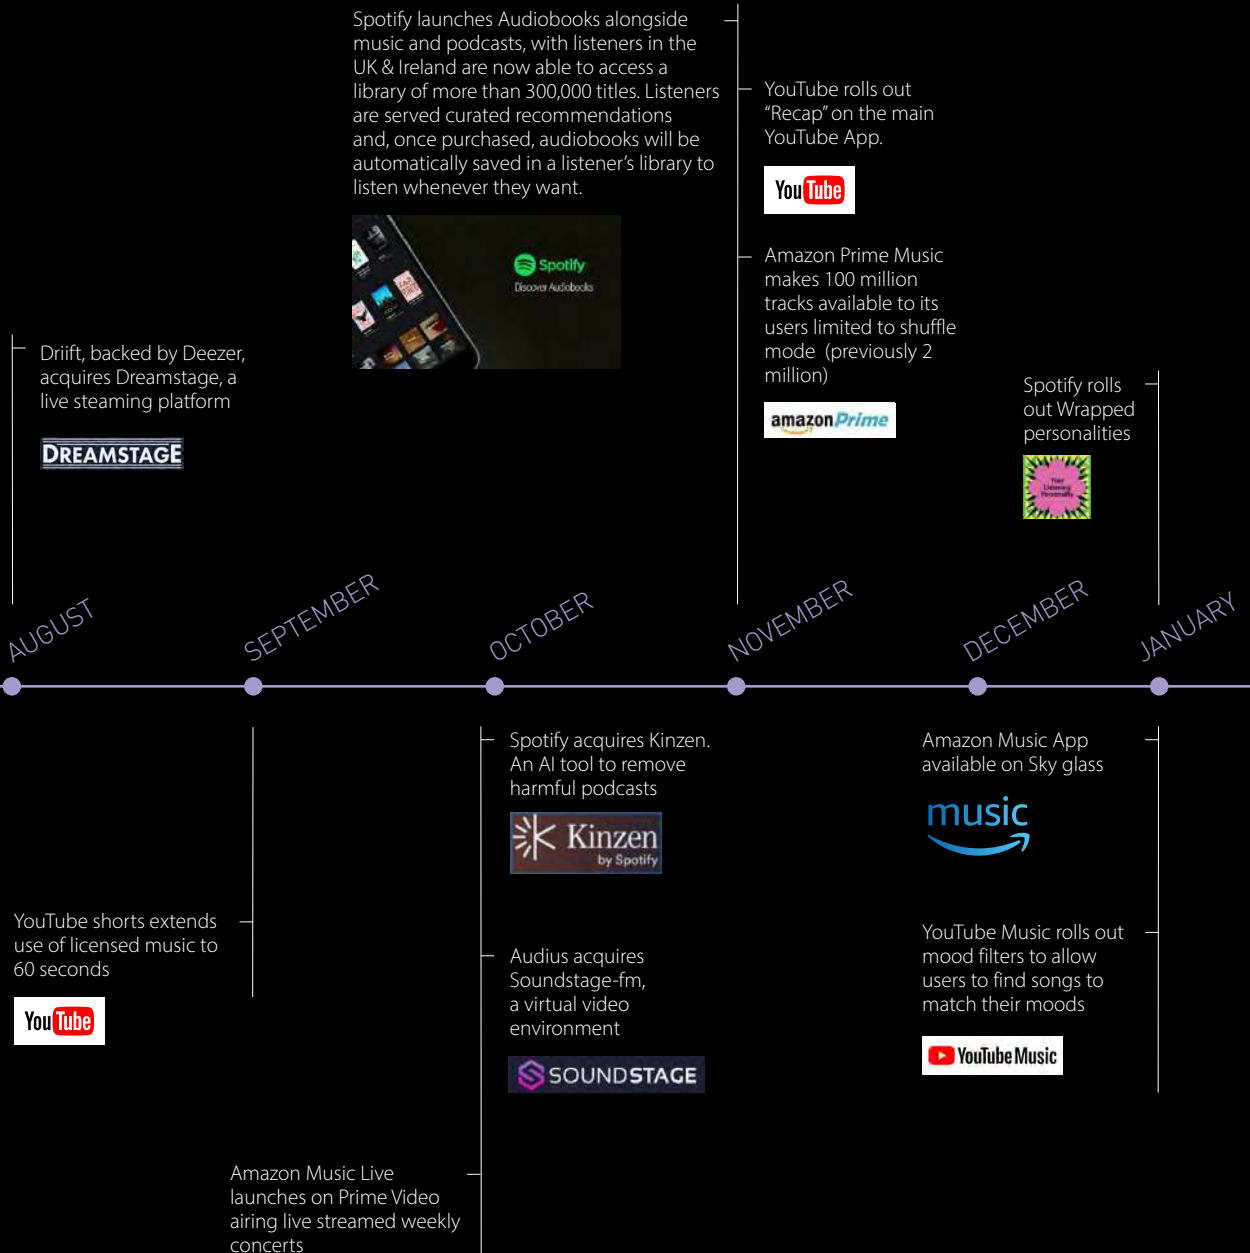 Spotify launches Audiobooks alongside
music and podcasts, with listeners in the
UK & Ireland are now able to access a
library of more than 300,000 titles. Listeners
are served curated recommendations
and, once purchased, audiobooks will be
automatically saved in a listener's library to
listen whenever they want.
Spotify
Discover Audiobooks
YouTube rolls out
“Recap” on the main
YouTube App.
YouTube
Amazon Prime Music
makes 100 million
tracks available to its
users limited to shuffle
mode (previously 2
million)
amazon Prime
Driift, backed by Deezer,
acquires Dreamstage, a
live steaming platform
DREAMSTAGE
Spotify rolls
out Wrapped
personalities
Your
Listening
Personality
AUGUST
SEPTEMBER
OCTOBER
NOVEMBER
DECEMBER
JANUARY
YouTube shorts extends
use of licensed music to
60 seconds
YouTube
Spotify acquires Kinzen.
An AI tool to remove
harmful podcasts
Kinzen
by Spotify
Audius acquires
Soundstage-fm,
a virtual video
environment
SOUNDSTAGE
Amazon Music Live
launches on Prime Video
airing live streamed weekly
concerts
Amazon Music App
available on Sky glass
music
YouTube Music rolls out
mood filters to allow
users to find songs to
match their moods
YouTube Music